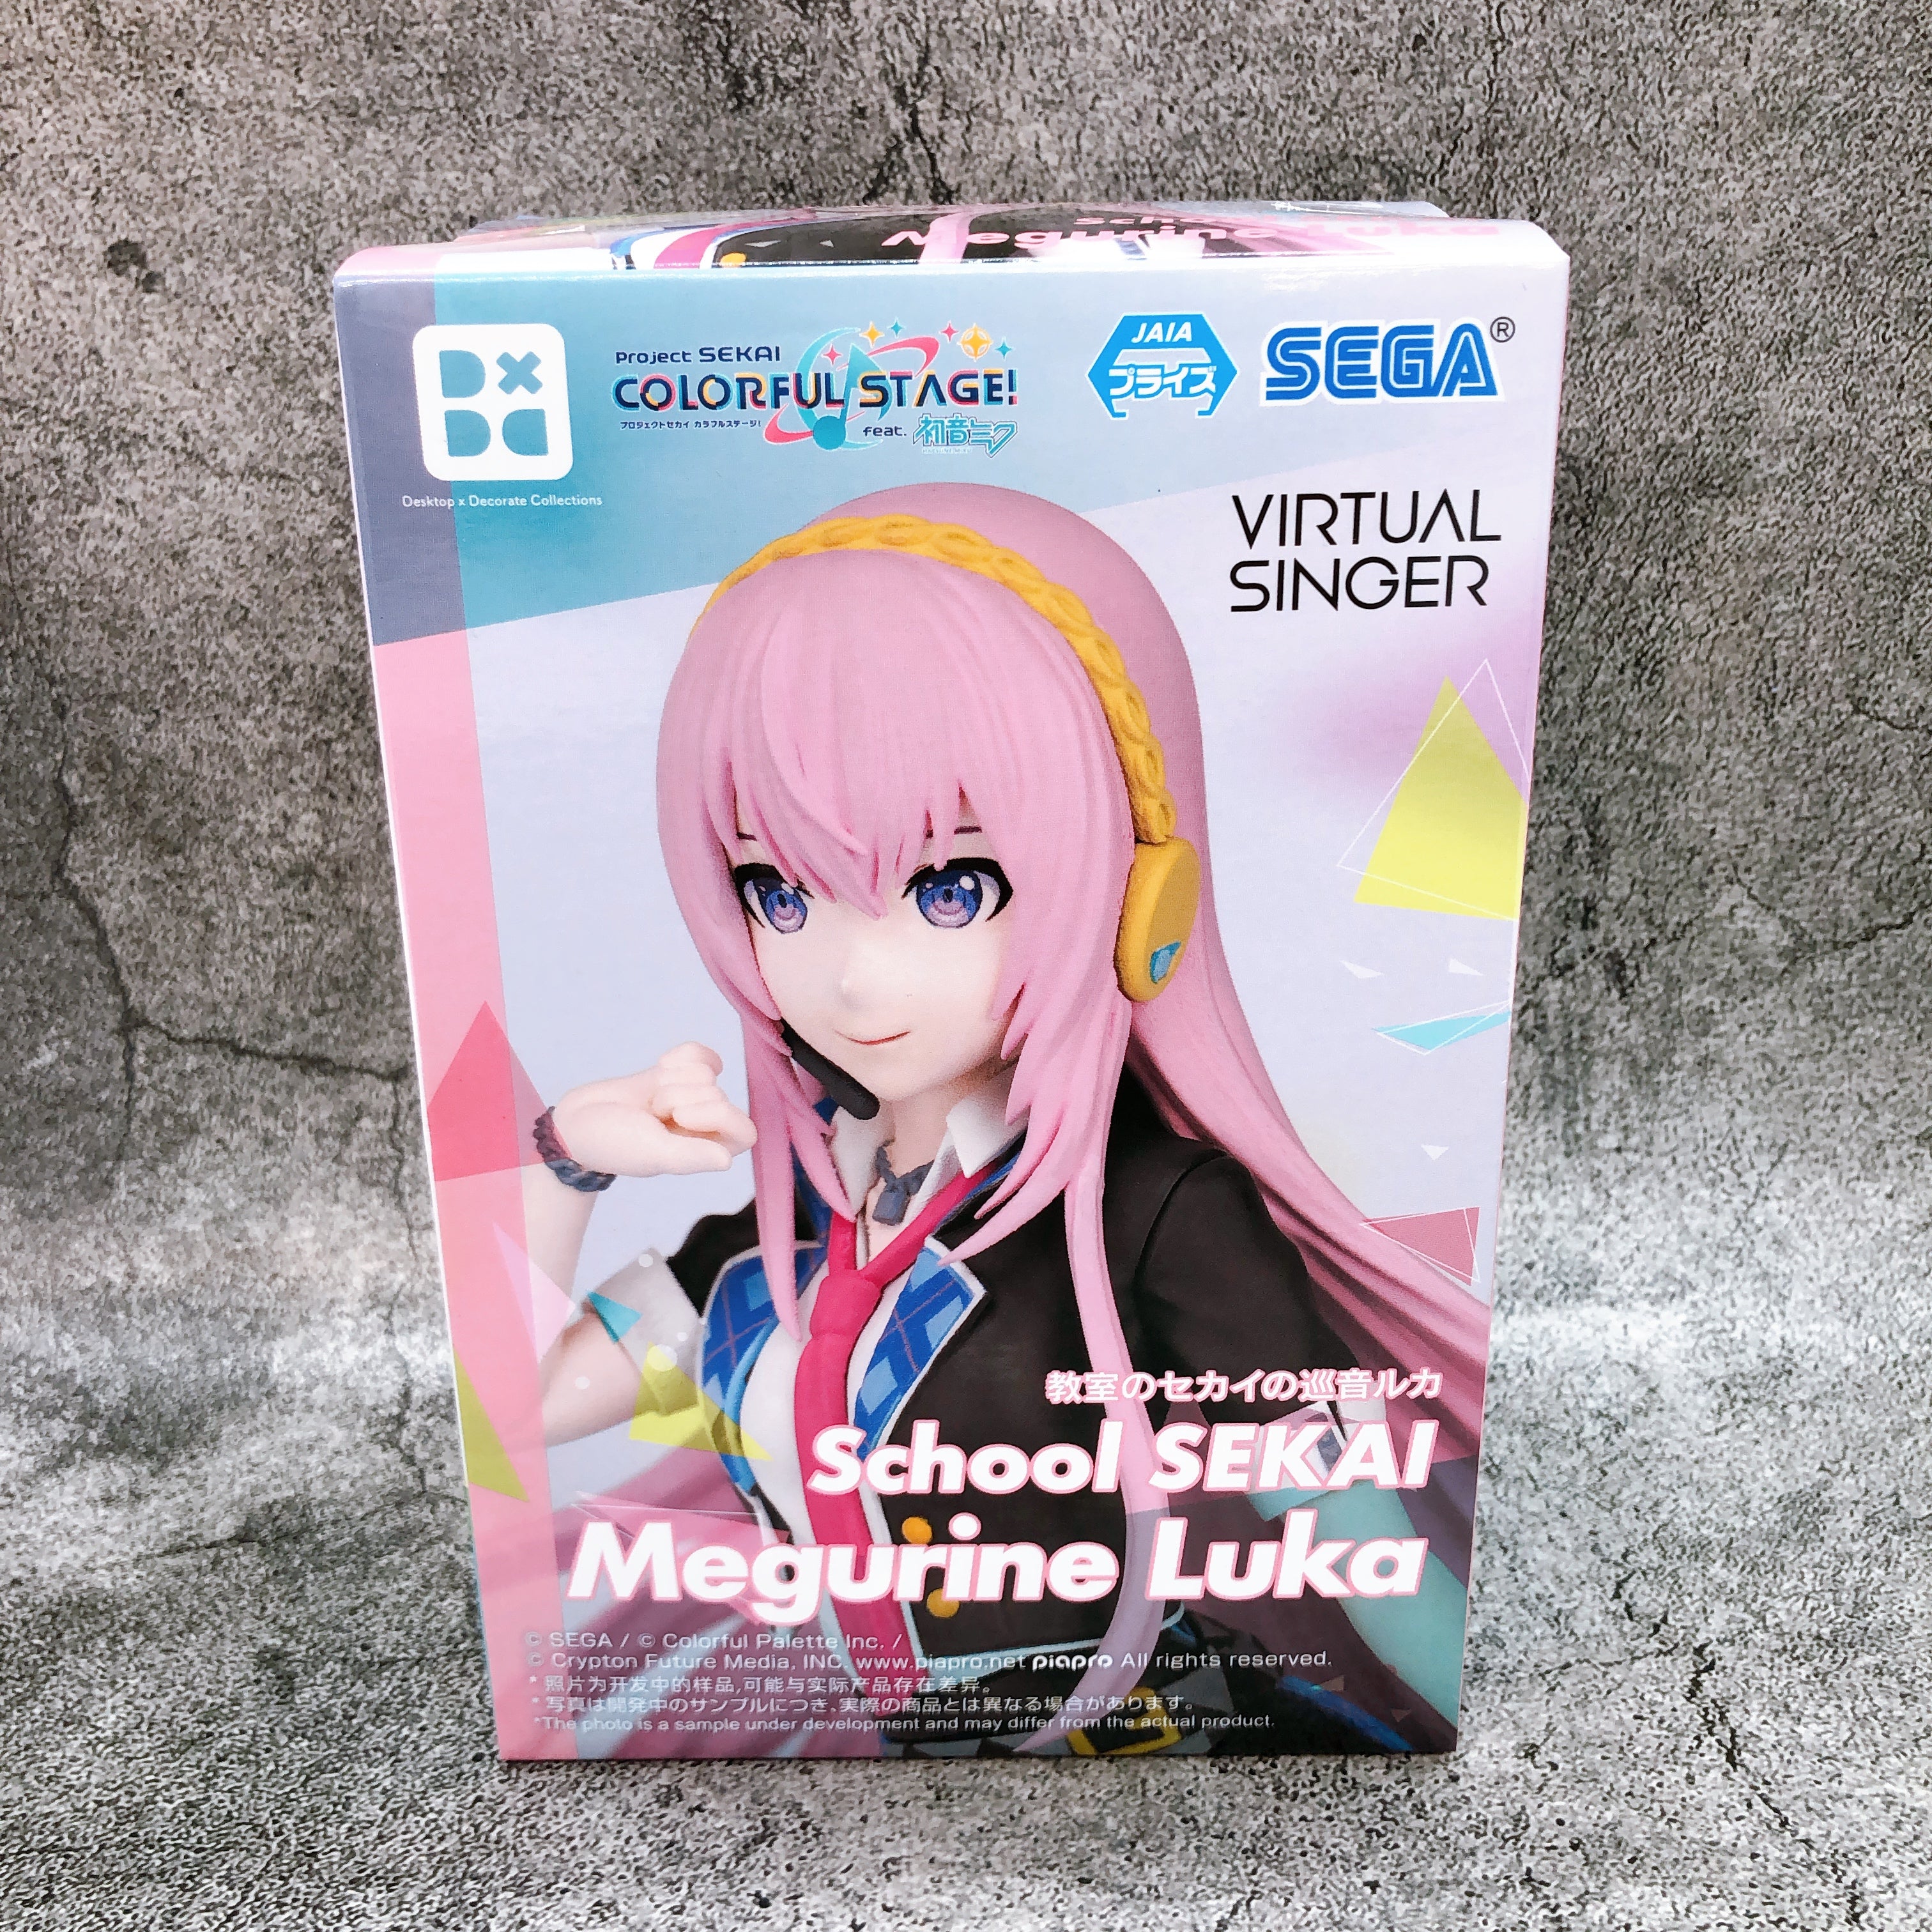 Megurine Luka
D×DD
Desktop x Decorate Collections
Project SEKAI
COLORFUL STAGE!
プロジェクトセカイ カラフルステージ!
feat. 初音ミク
JAIA
プライズ
SEGA®
VIRTUAL
SINGER
教室のセカイの巡音ルカ
School SEKAI
Megurine Luka
© SEGA / © Colorful Palette Inc. /
© Crypton Future Media, INC. www.piapro.net piapro All rights reserved.
* 照片为开发中的样品,可能与实际产品存在差异。
* 写真は開発中のサンプルにつき、実際の商品とは異なる場合があります。
*The photo is a sample under development and may differ from the actual product.